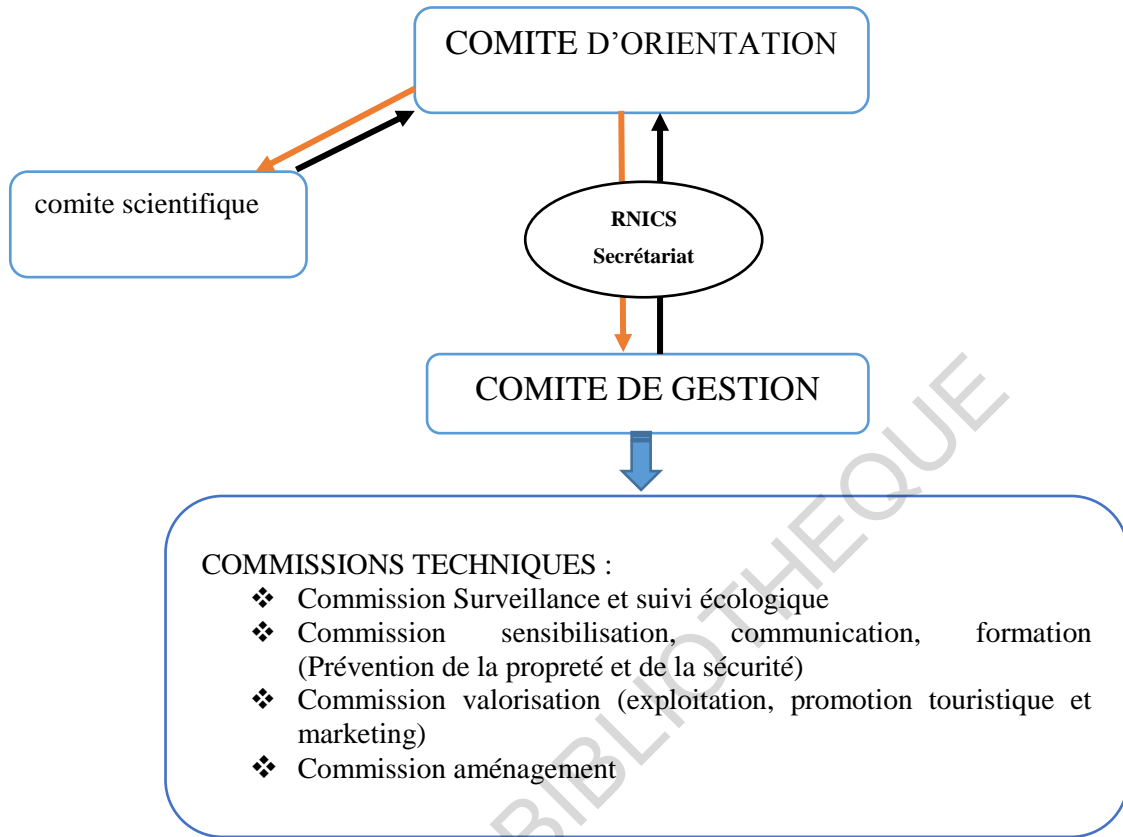 COMITE D'ORIENTATION
comite scientifique
RNICS
Secrétariat
COMITE DE GESTION
COMMISSIONS TECHNIQUES :
❖ Commission Surveillance et suivi écologique
❖ Commission sensibilisation, communication, formation
(Prévention de la propreté et de la sécurité)
❖ Commission valorisation (exploitation, promotion touristique et
marketing)
❖ Commission aménagement
BIBLIOTHEQUE